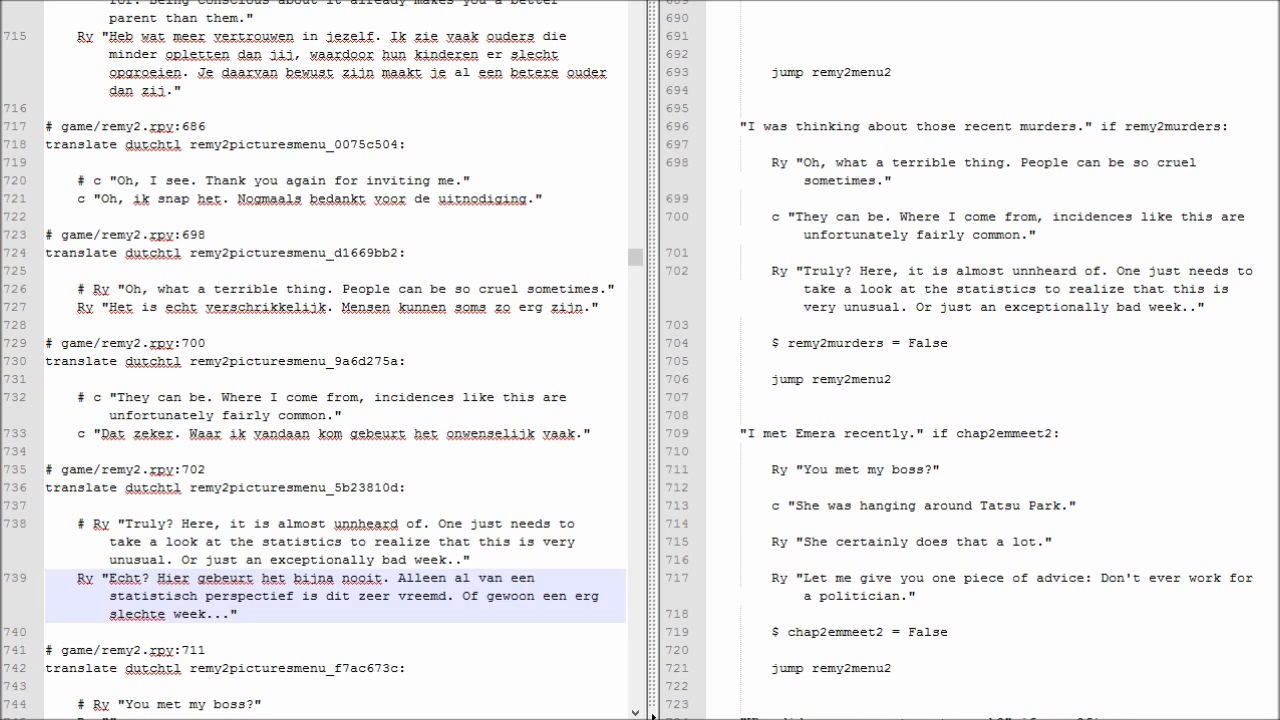 for. Being conscious about it already makes you a better
parent than them."
715 Ry "Heb wat meer vertrouwen in jezelf. Ik zie vaak ouders die
minder opletten dan jij, waardoor hun kinderen er slecht
opgroeien. Je daarvan bewust zijn maakt je al een betere ouder
dan zij."
716
717 # game/remy2.rpy:686
718 translate dutchtl remy2picturesmenu_0075c504:
719
720 # c "Oh, I see. Thank you again for inviting me."
721 c "Oh, ik snap het. Nogmaals bedankt voor de uitnodiging."
722
723 # game/remy2.rpy:698
724 translate dutchtl remy2picturesmenu_d1669bb2:
725
726 # Ry "Oh, what a terrible thing. People can be so cruel sometimes."
727 Ry "Het is echt verschrikkelijk. Mensen kunnen soms zo erg zijn."
728
729 # game/remy2.rpy:700
730 translate dutchtl remy2picturesmenu_9a6d275a:
731
732 # c "They can be. Where I come from, incidences like this are
unfortunately fairly common."
733 c "Dat zeker. Waar ik vandaan kom gebeurt het onwenselijk vaak."
734
735 # game/remy2.rpy:702
736 translate dutchtl remy2picturesmenu_5b23810d:
737
738 # Ry "Truly? Here, it is almost unnheard of. One just needs to
take a look at the statistics to realize that this is very
unusual. Or just an exceptionally bad week.."
739 Ry "Echt? Hier gebeurt het bijna nooit. Alleen al van een
statistisch perspectief is dit zeer vreemd. Of gewoon een erg
slechte week..."
740
741 # game/remy2.rpy:711
742 translate dutchtl remy2picturesmenu_f7ac673c:
743
744 # Ry "You met my boss?"
690
691
692
693 jump remy2menu2
694
695
696 "I was thinking about those recent murders." if remy2murders:
697
698 Ry "Oh, what a terrible thing. People can be so cruel
sometimes."
699
700 c "They can be. Where I come from, incidences like this are
unfortunately fairly common."
701
702 Ry "Truly? Here, it is almost unnheard of. One just needs to
take a look at the statistics to realize that this is
very unusual. Or just an exceptionally bad week.."
703
704 $ remy2murders = False
705
706 jump remy2menu2
707
708
709 "I met Emera recently." if chap2emmeet2:
710
711 Ry "You met my boss?"
712
713 c "She was hanging around Tatsu Park."
714
715 Ry "She certainly does that a lot."
716
717 Ry "Let me give you one piece of advice: Don't ever work for
a politician."
718
719 $ chap2emmeet2 = False
720
721 jump remy2menu2
722
723